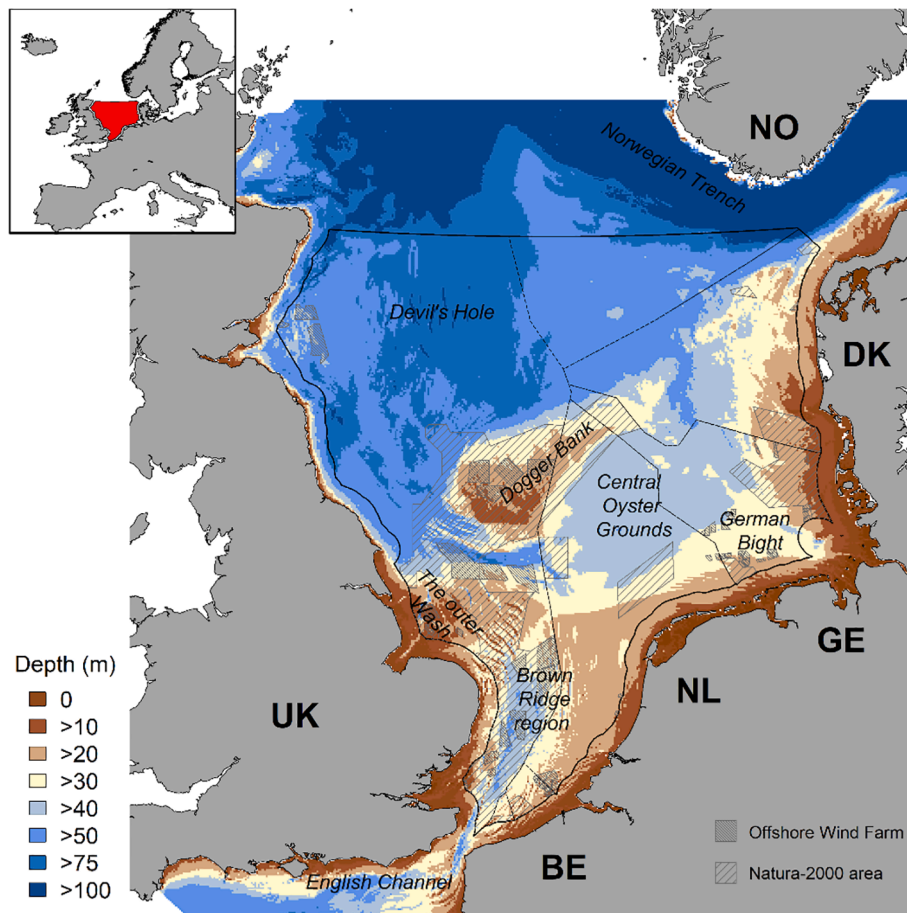 NO
Norwegian Trench
Devil's Hole
DK
Dogger Bank
Central
Oyster
Grounds
German
Bight
The outer
Wash
GE
Depth (m)
0
>10
>20
>30
>40
>50
>75
>100
UK
Brown
Ridge
region
NL
Offshore Wind Farm
Natura-2000 area
BE
English Channel